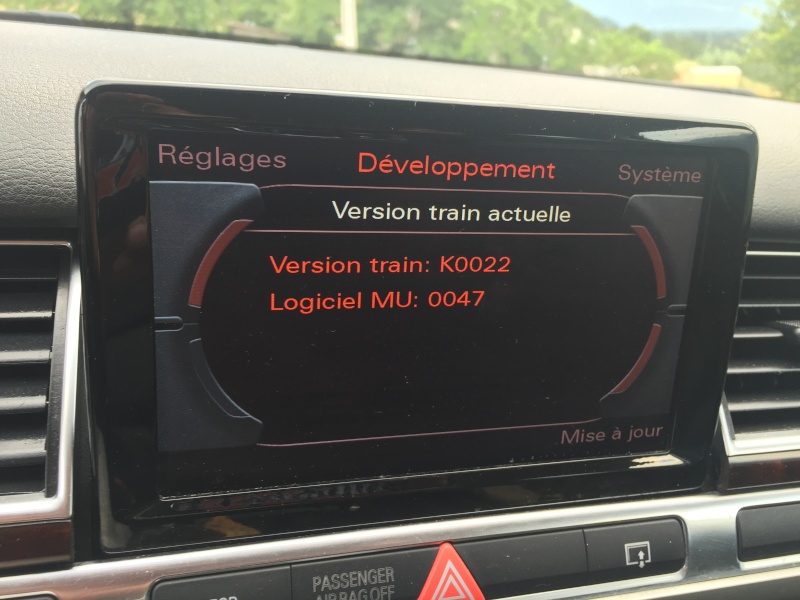 Réglages Développement Système
Version train actuelle
Version train: K0022
Logiciel MU: 0047
Mise à jour
PASSENGER
AIRBAG OFF